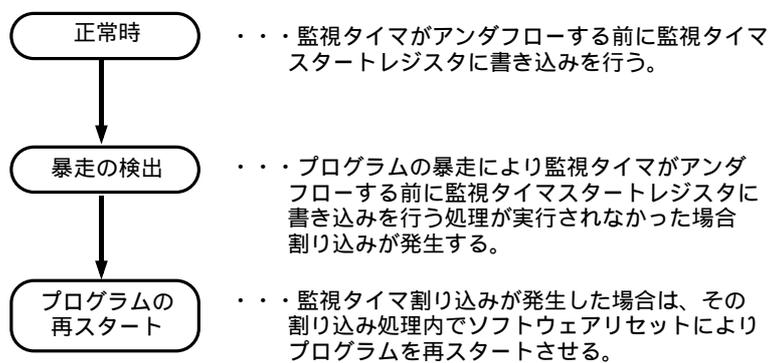 正常時
・・・監視タイマがアンダフローする前に監視タイマ
スタートレジスタに書き込みを行う。
暴走の検出
・・・プログラムの暴走により監視タイマがアンダ
フローする前に監視タイマスタートレジスタに
書き込みを行う処理が実行されなかった場合
割り込みが発生する。
プログラムの
再スタート
・・・監視タイマ割り込みが発生した場合は、その
割り込み処理内でソフトウェアリセットにより
プログラムを再スタートさせる。